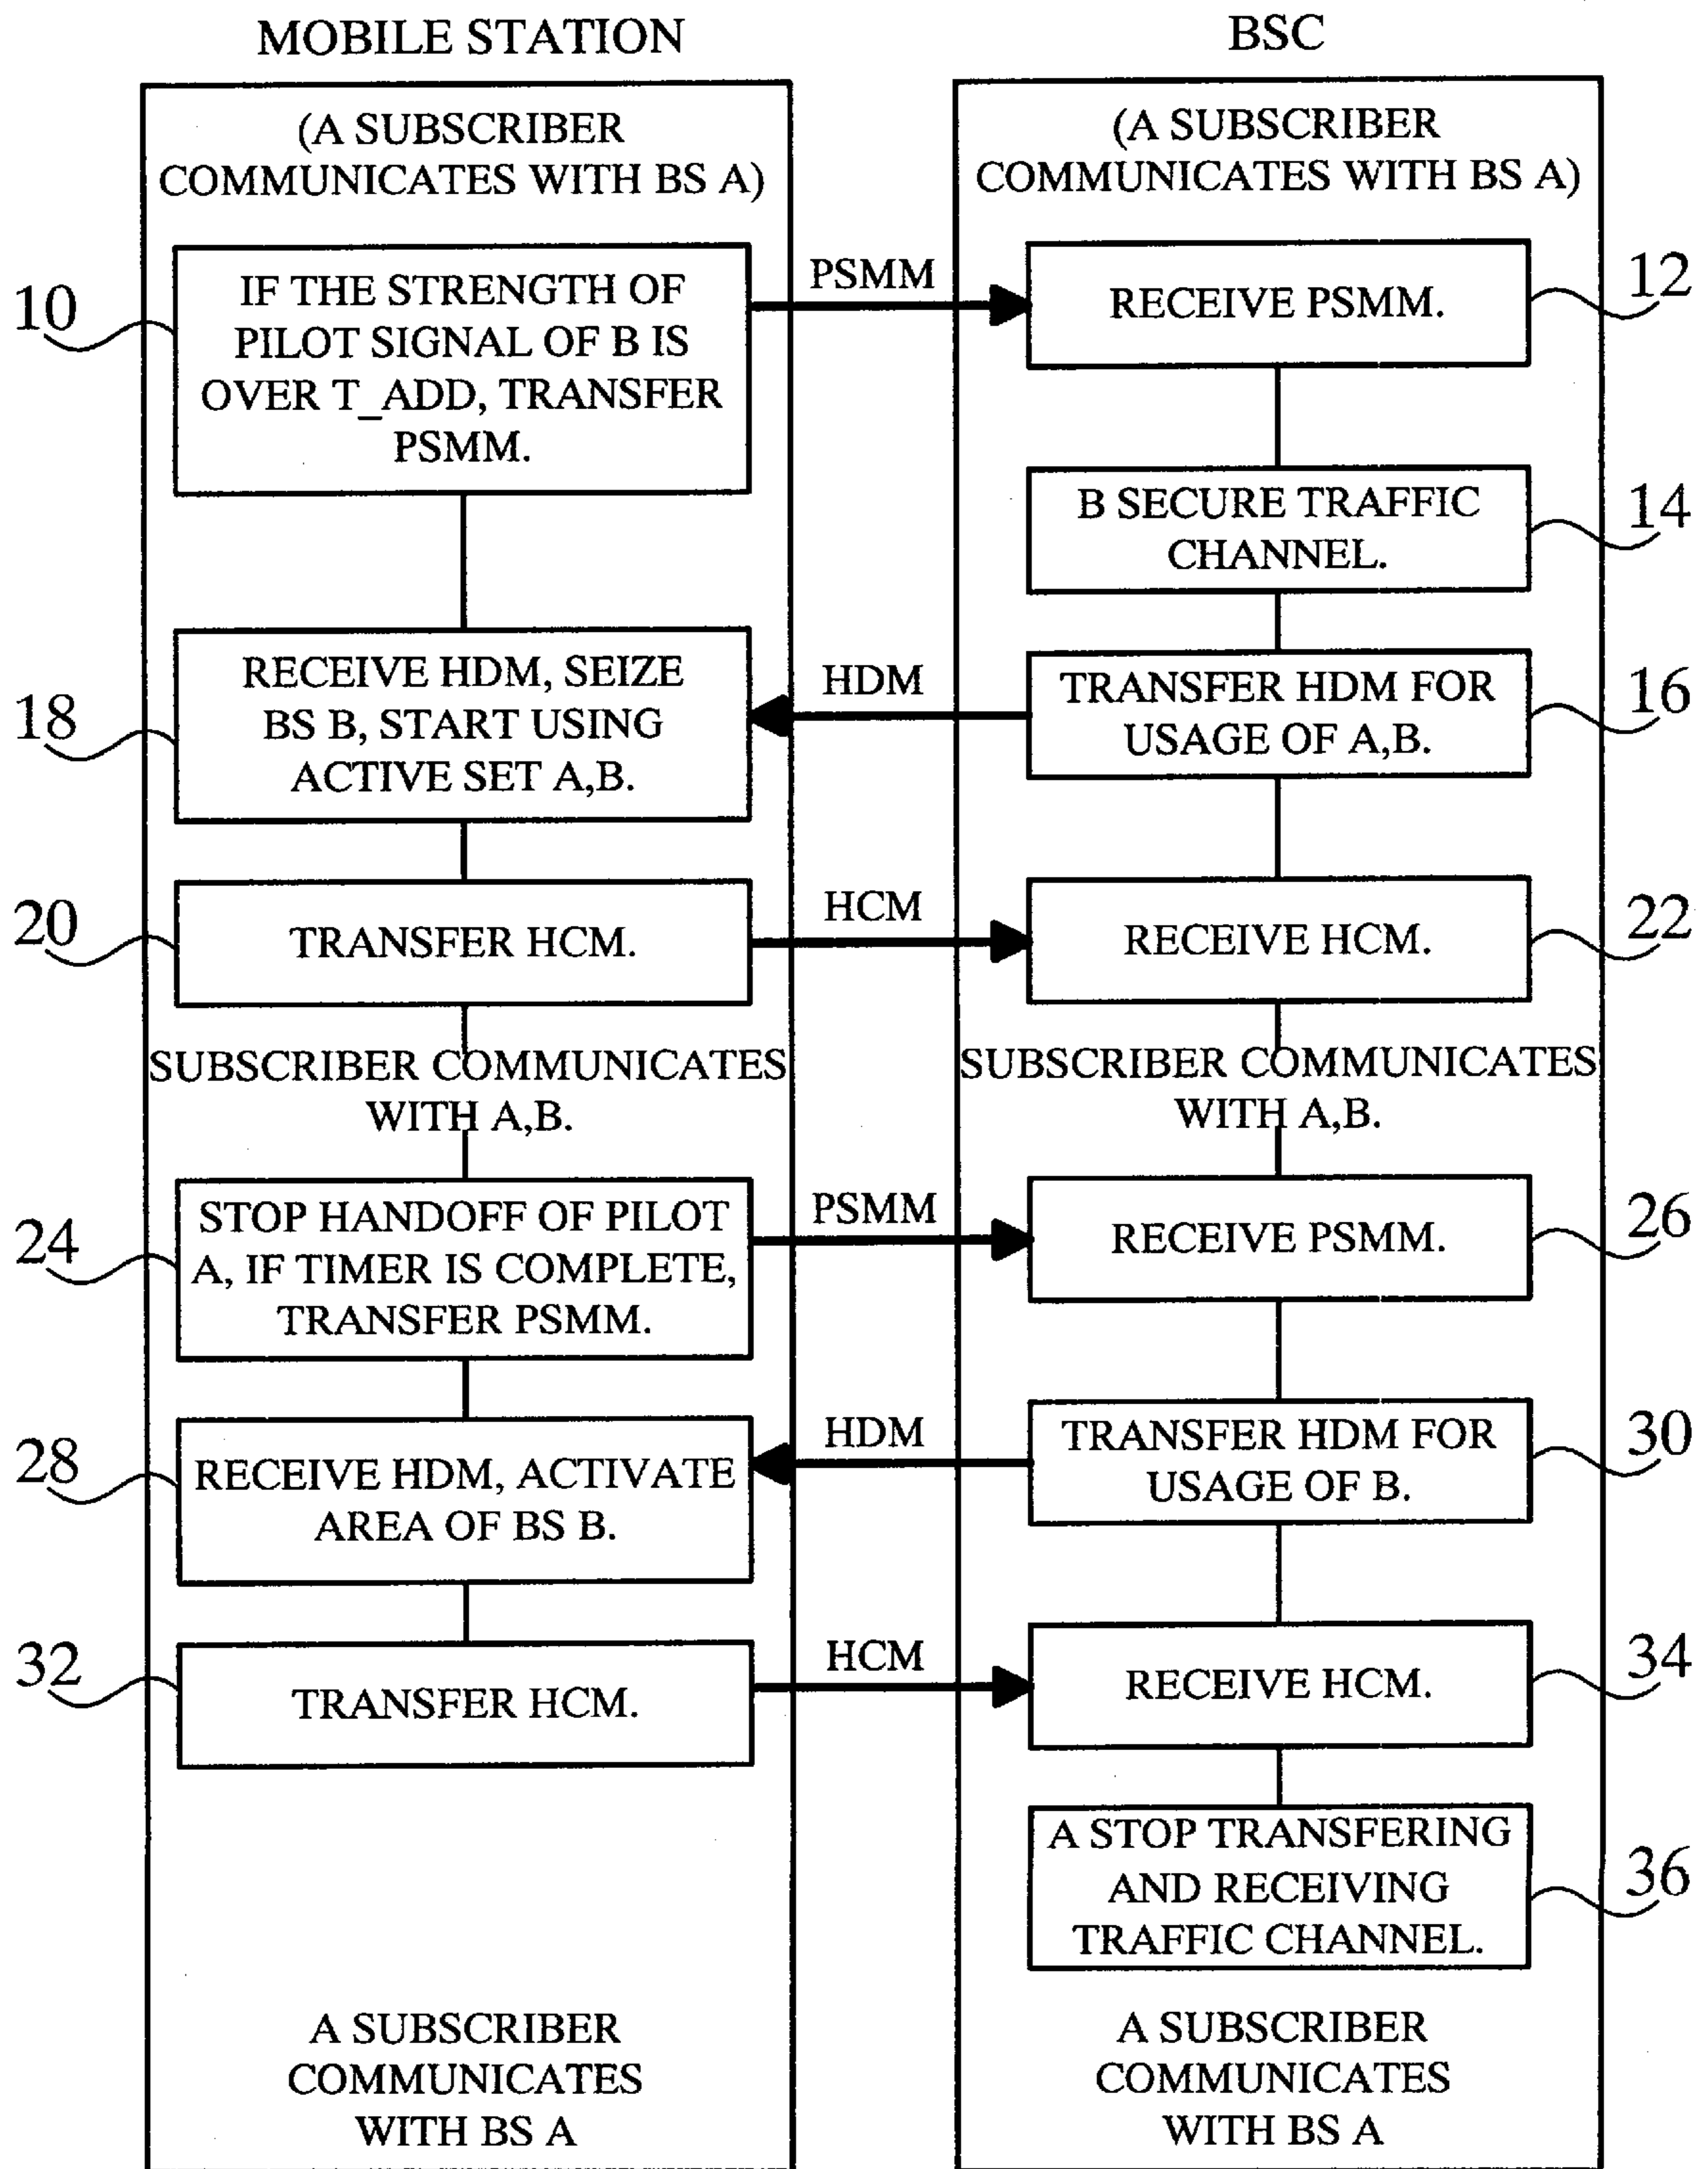 MOBILE STATION
BSC
(A SUBSCRIBER
COMMUNICATES WITH BS A)
(A SUBSCRIBER
COMMUNICATES WITH BS A)
10
IF THE STRENGTH OF
PILOT SIGNAL OF B IS
OVER T_ADD, TRANSFER
PSMM.
PSMM
RECEIVE PSMM.
12
B SECURE TRAFFIC
CHANNEL.
14
18
RECEIVE HDM, SEIZE
BS B, START USING
ACTIVE SET A,B.
HDM
TRANSFER HDM FOR
USAGE OF A,B.
16
20
TRANSFER HCM.
HCM
RECEIVE HCM.
22
SUBSCRIBER COMMUNICATES
WITH A,B.
SUBSCRIBER COMMUNICATES
WITH A,B.
24
STOP HANDOFF OF PILOT
A, IF TIMER IS COMPLETE,
TRANSFER PSMM.
PSMM
RECEIVE PSMM.
26
28
RECEIVE HDM, ACTIVATE
AREA OF BS B.
HDM
TRANSFER HDM FOR
USAGE OF B.
30
32
TRANSFER HCM.
HCM
RECEIVE HCM.
34
A STOP TRANSFERING
AND RECEIVING
TRAFFIC CHANNEL.
36
A SUBSCRIBER
COMMUNICATES
WITH BS A
A SUBSCRIBER
COMMUNICATES
WITH BS A